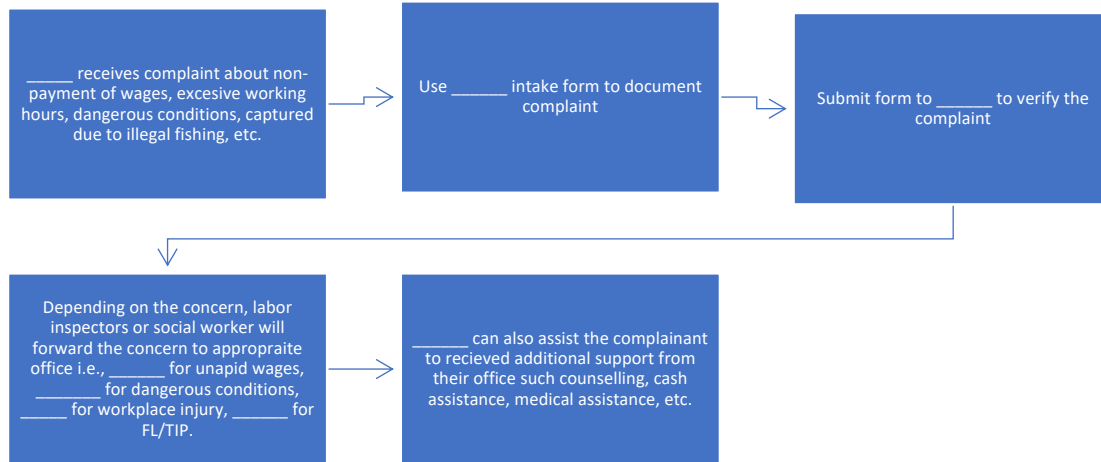 _____ receives complaint about non-
payment of wages, excesive working
hours, dangerous conditions, captured
due to illegal fishing, etc.
Use ______ intake form to document
complaint
Submit form to ______ to verify the
complaint
Depending on the concern, labor
inspectors or social worker will
forward the concern to appropraite
office i.e., ______ for unapid wages,
_______ for dangerous conditions,
_____ for workplace injury, ______ for
FL/TIP.
______ can also assist the complainant
to recieved additional support from
their office such counselling, cash
assistance, medical assistance, etc.